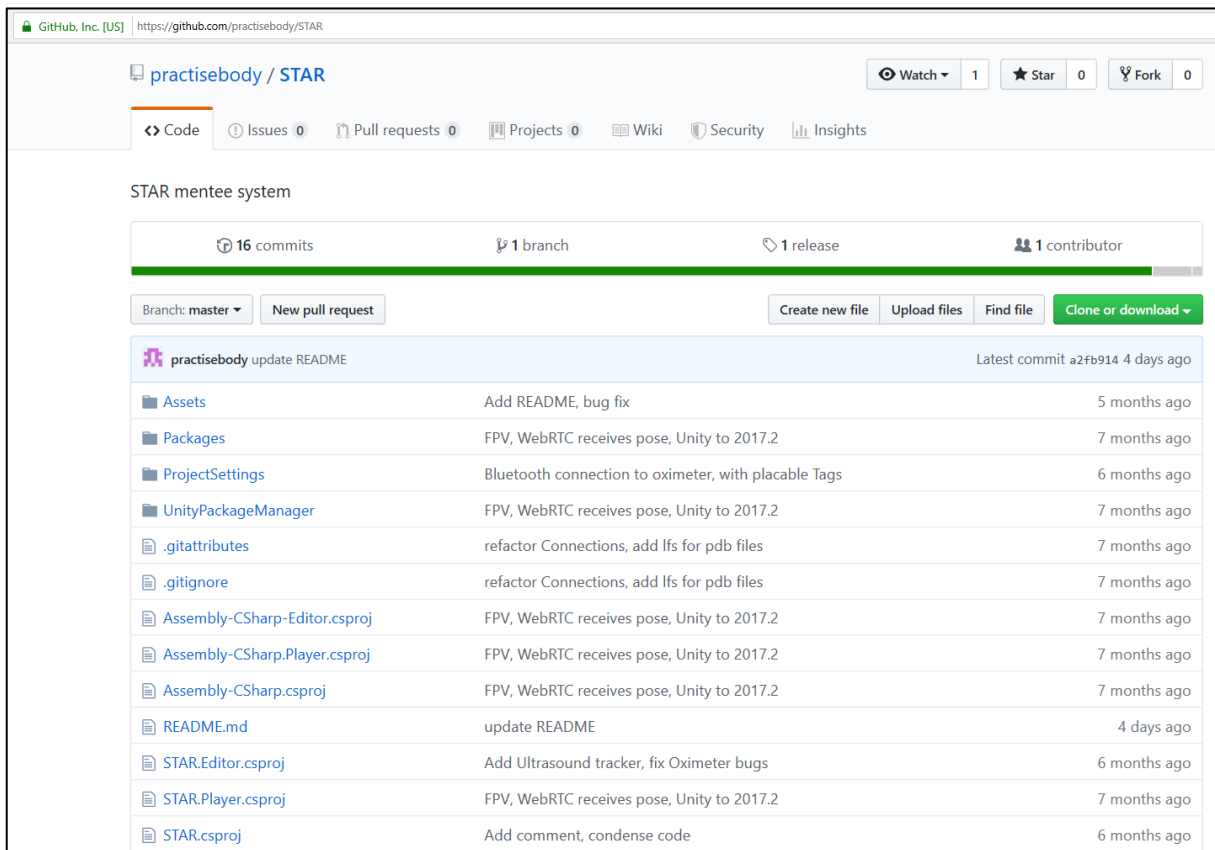 GitHub, Inc. [US] https://github.com/practisebody/STAR
practisebody / STAR Watch 1 Star 0 Fork 0
Code Issues 0 Pull requests 0 Projects 0 Wiki Security Insights
STAR mentee system
16 commits 1 branch 1 release 1 contributor
Branch: master New pull request Create new file Upload files Find file Clone or download
practisebody update README Latest commit a2fb914 4 days ago
Assets Add README, bug fix 5 months ago
Packages FPV, WebRTC receives pose, Unity to 2017.2 7 months ago
ProjectSettings Bluetooth connection to oximeter, with placable Tags 6 months ago
UnityPackageManager FPV, WebRTC receives pose, Unity to 2017.2 7 months ago
.gitattributes refactor Connections, add lfs for pdb files 7 months ago
.gitignore refactor Connections, add lfs for pdb files 7 months ago
Assembly-CSharp-Editor.csproj FPV, WebRTC receives pose, Unity to 2017.2 7 months ago
Assembly-CSharp.Player.csproj FPV, WebRTC receives pose, Unity to 2017.2 7 months ago
Assembly-CSharp.csproj FPV, WebRTC receives pose, Unity to 2017.2 7 months ago
README.md update README 4 days ago
STAR.Editor.csproj Add Ultrasound tracker, fix Oximeter bugs 6 months ago
STAR.Player.csproj FPV, WebRTC receives pose, Unity to 2017.2 7 months ago
STAR.csproj Add comment, condense code 6 months ago